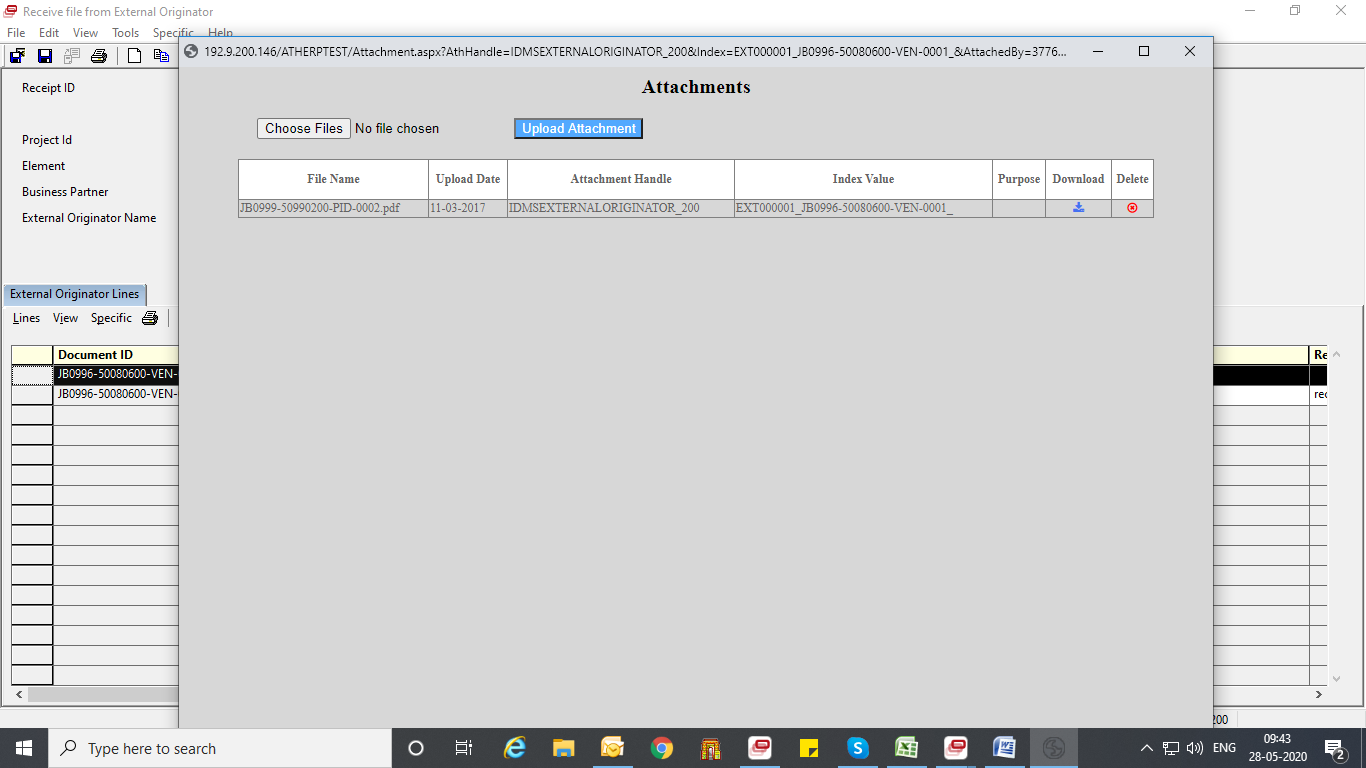 Receive file from External Originator
File Edit View Tools Specific Help
192.9.200.146/ATHERPTEST/Attachment.aspx?AthHandle=IDMSEXTERNALORIGINATOR_200&Index=EXT000001_JB0996-50080600-VEN-0001_&AttachedBy=3776...
Attachments
Choose Files No file chosen Upload Attachment
Receipt ID
Project Id
Element
Business Partner
External Originator Name
File Name Upload Date Attachment Handle Index Value Purpose Download Delete
JB0999-50990200-PID-0002.pdf 11-03-2017 IDMSEXTERNALORIGINATOR_200 EXT000001_JB0996-50080600-VEN-0001_
External Originator Lines
Lines View Specific
Document ID Re
JB0996-50080600-VEN-
JB0996-50080600-VEN- rec
200
Type here to search
ENG
09:43
28-05-2020
2